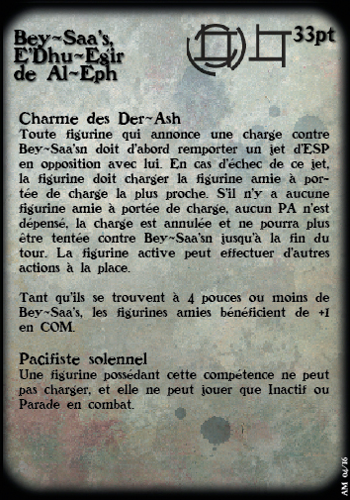 Bey~Saa's,
E'Dhu~Egir
de Al~Eph
33pt
Charme des Der~Ash
Toute figurine qui annonce une charge contre
Bey~Saa'sn doit d'abord remporter un jet d'ESP
en opposition avec lui. En cas d'échec de ce jet,
la figurine doit charger la figurine amie à por-
tée de charge la plus proche. S'il n'y a aucune
figurine amie à portée de charge, aucun PA n'est
dépensé, la charge est annulée et ne pourra plus
être tentée contre Bey~Saa'sn jusqu'à la fin du
tour. La figurine active peut effectuer d'autres
actions à la place.
Tant qu'ils se trouvent à 4 pouces ou moins de
Bey~Saa's, les figurines amies bénéficient de +1
en COM.
Pacifiste solennel
Une figurine possédant cette compétence ne peut
pas charger, et elle ne peut jouer que Inactif ou
Parade en combat.
AM 04/16